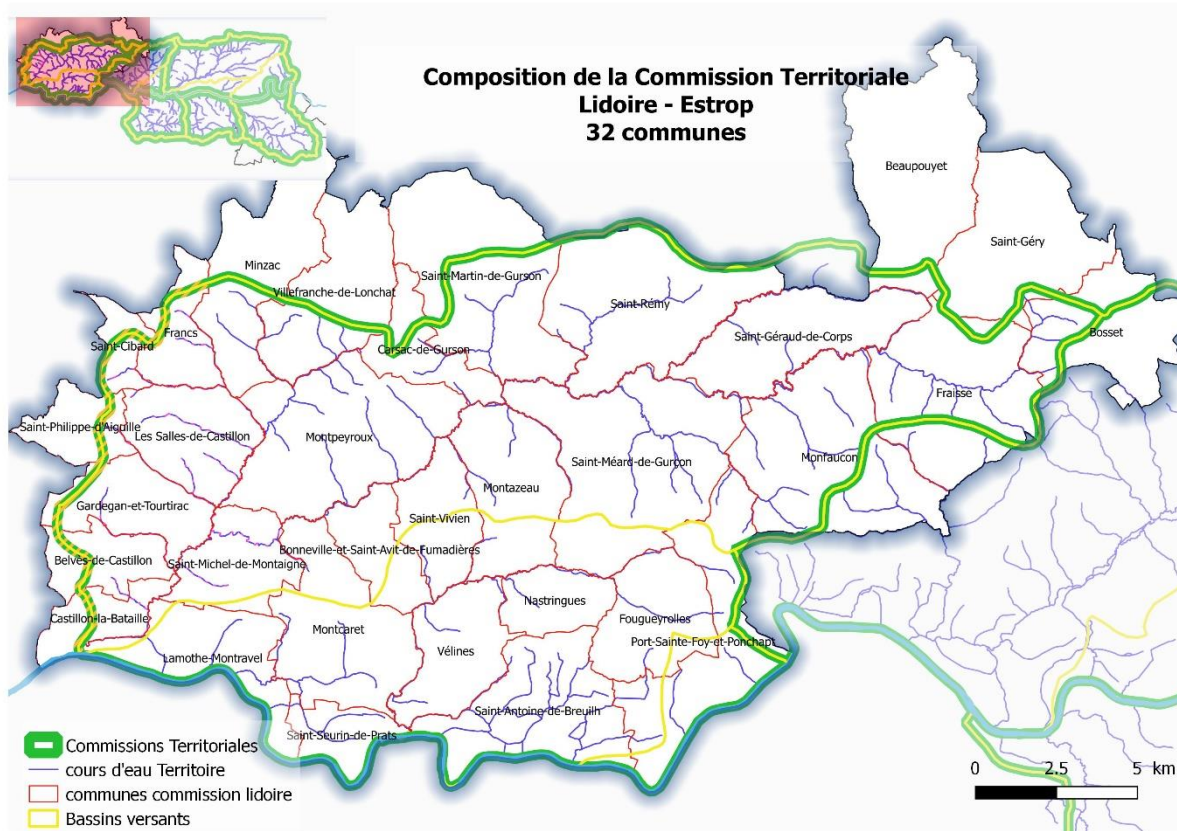 Composition de la Commission Territoriale
Lidoire - Estrop
32 communes
Beaupouyet
Saint-Géry
Minzac
Saint-Martin-de-Gurson
Villefranche-de-Lonchat
Saint-Rémy
Francs
Saint-Cibard
Carsac-de-Gurson
Saint-Géraud-de-Corps
Bosset
Fraisse
Saint-Philippe-d'Aiguille
Les Salles-de-Castillon
Montpeyroux
Saint-Méard-de-Gurçon
Monfaucon
Montazeau
Gardegan-et-Tourtirac
Saint-Vivien
Bonneville-et-Saint-Avit-de-Fumadières
Belvès-de-Castillon
Saint-Michel-de-Montaigne
Nastringues
Castillon-la-Bataille
Montcaret
Fougueyrolles
Port-Sainte-Foy-et-Ponchapt
Vélines
Lamothe-Montravel
Saint-Antoine-de-Breuilh
Saint-Seurin-de-Prats
Commissions Territoriales
cours d'eau Territoire
communes commission lidoire
Bassins versants
0 2.5 5 km